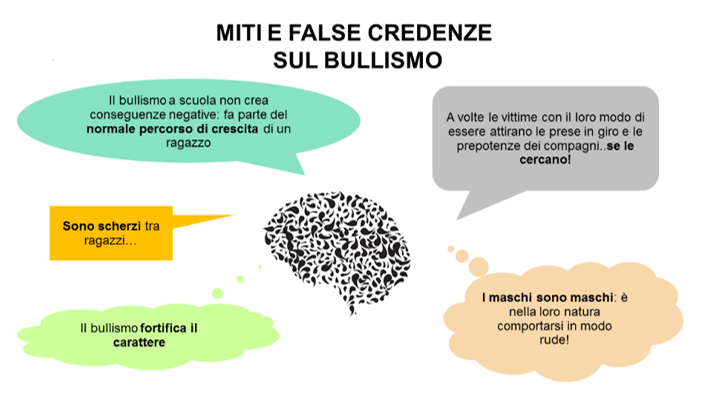 MITI E FALSE CREDENZE
SUL BULLISMO
Il bullismo a scuola non crea
conseguenze negative: fa parte del
normale percorso di crescita di un
ragazzo
A volte le vittime con il loro modo di
essere attirano le prese in giro e le
prepotenze dei compagni..se le
cercano!
Sono scherzi tra
ragazzi…
I maschi sono maschi: è
nella loro natura
comportarsi in modo
rude!
Il bullismo fortifica il
carattere